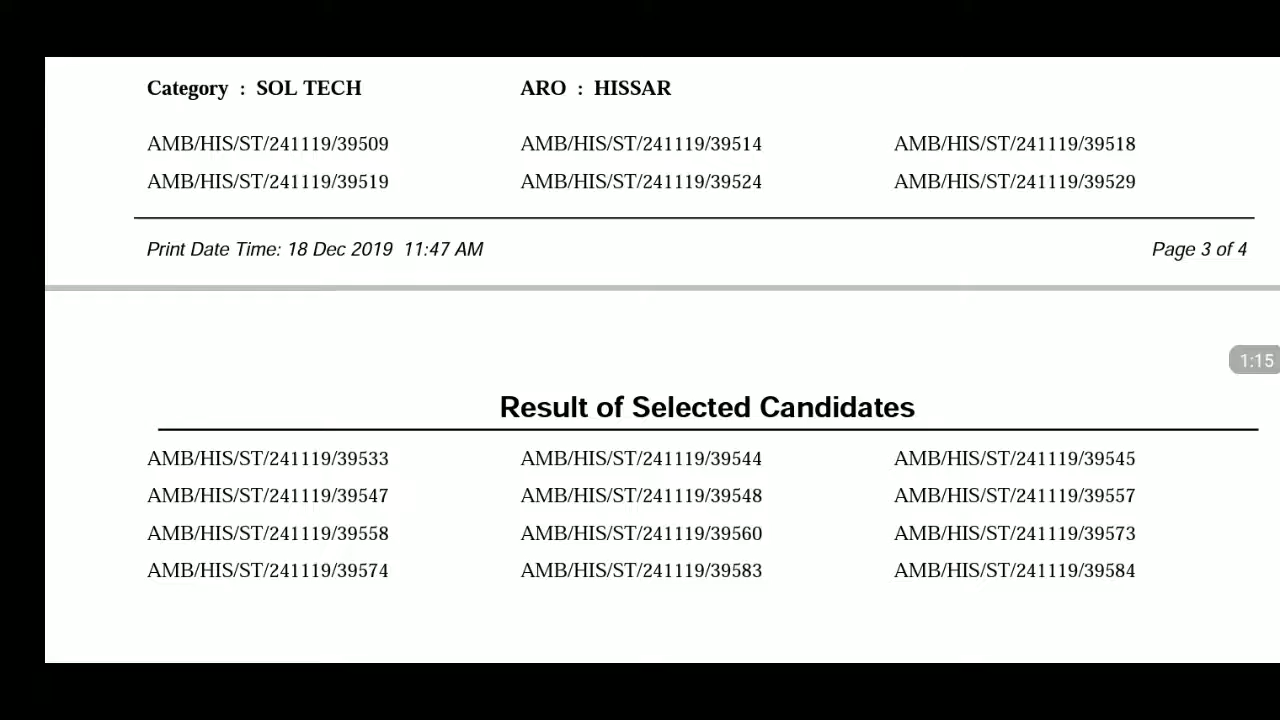 Category : SOL TECH ARO : HISSAR
AMB/HIS/ST/241119/39509 AMB/HIS/ST/241119/39514 AMB/HIS/ST/241119/39518
AMB/HIS/ST/241119/39519 AMB/HIS/ST/241119/39524 AMB/HIS/ST/241119/39529
Print Date Time: 18 Dec 2019 11:47 AM Page 3 of 4
1:15
Result of Selected Candidates
AMB/HIS/ST/241119/39533 AMB/HIS/ST/241119/39544 AMB/HIS/ST/241119/39545
AMB/HIS/ST/241119/39547 AMB/HIS/ST/241119/39548 AMB/HIS/ST/241119/39557
AMB/HIS/ST/241119/39558 AMB/HIS/ST/241119/39560 AMB/HIS/ST/241119/39573
AMB/HIS/ST/241119/39574 AMB/HIS/ST/241119/39583 AMB/HIS/ST/241119/39584